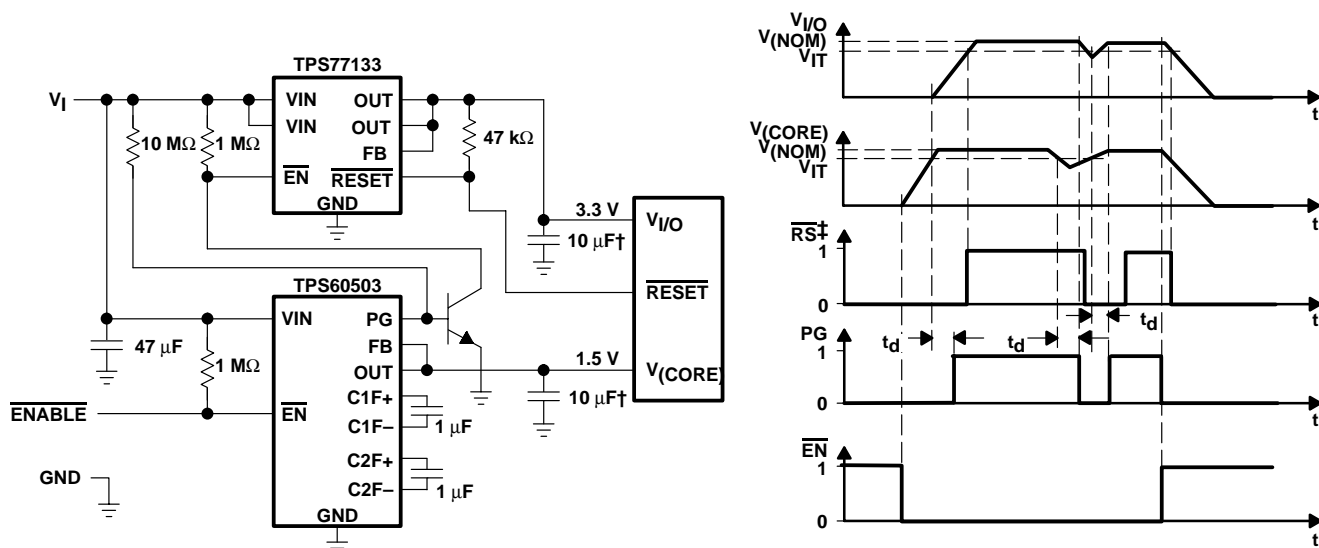 TPS77133
VI
VIN
OUT
VIN
OUT
10 MΩ
1 MΩ
FB
47 kΩ
EN
RESET
GND
3.3 V
VI/O
10 µF†
RESET
TPS60503
VIN
PG
47 µF
1 MΩ
FB
OUT
1.5 V
V(CORE)
10 µF†
ENABLE
EN
C1F+
C1F–
1 µF
C2F+
C2F–
1 µF
GND
GND
VI/O
V(NOM)
VIT
t
V(CORE)
V(NOM)
VIT
t
RS‡
1
0
t
td
td
td
PG
1
0
t
EN
1
0
t